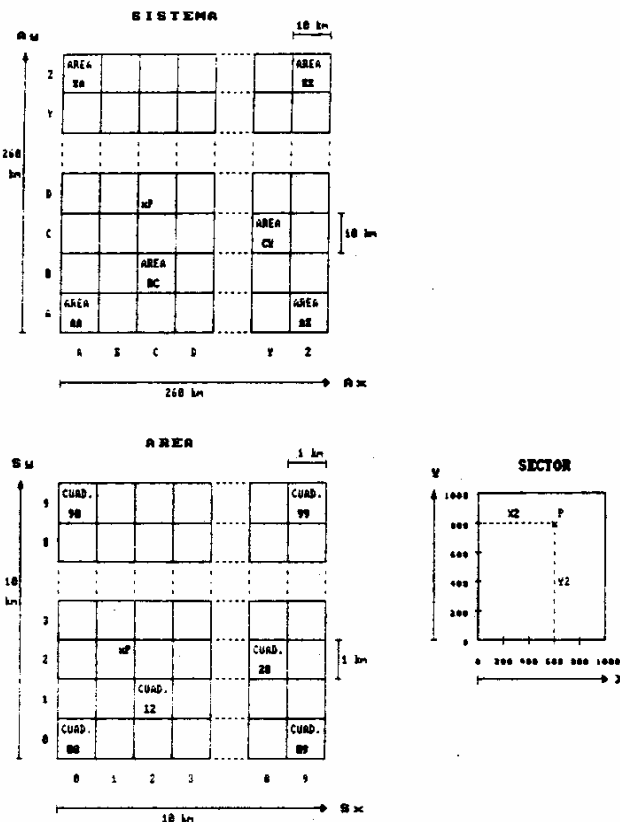 SISTEMA
Ay
10 km
Z AREA ZA AREA ZZ
Y
260 km
D xP
C AREA CY 10 km
B AREA BC
A AREA AA AREA AZ
A B C D Y Z
260 km Ax
AREA
Sy
1 km
9 CUAD. 90 CUAD. 99
8
10 km
3
2 xP CUAD. 28 1 km
1 CUAD. 12
0 CUAD. 00 CUAD. 09
0 1 2 3 8 9
10 km Sx
SECTOR
Y
1000
800 X2 P
600
400 Y2
200
0
0 200 400 600 800 1000
X